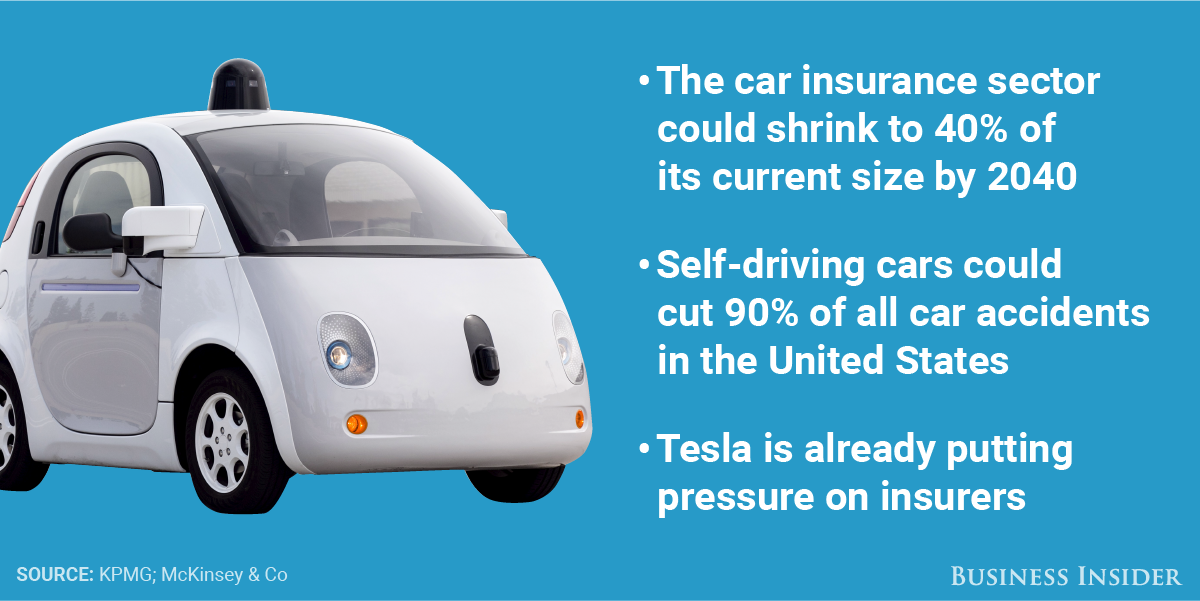 • The car insurance sector
could shrink to 40% of
its current size by 2040
• Self-driving cars could
cut 90% of all car accidents
in the United States
• Tesla is already putting
pressure on insurers
SOURCE: KPMG; McKinsey & Co
BUSINESS INSIDER